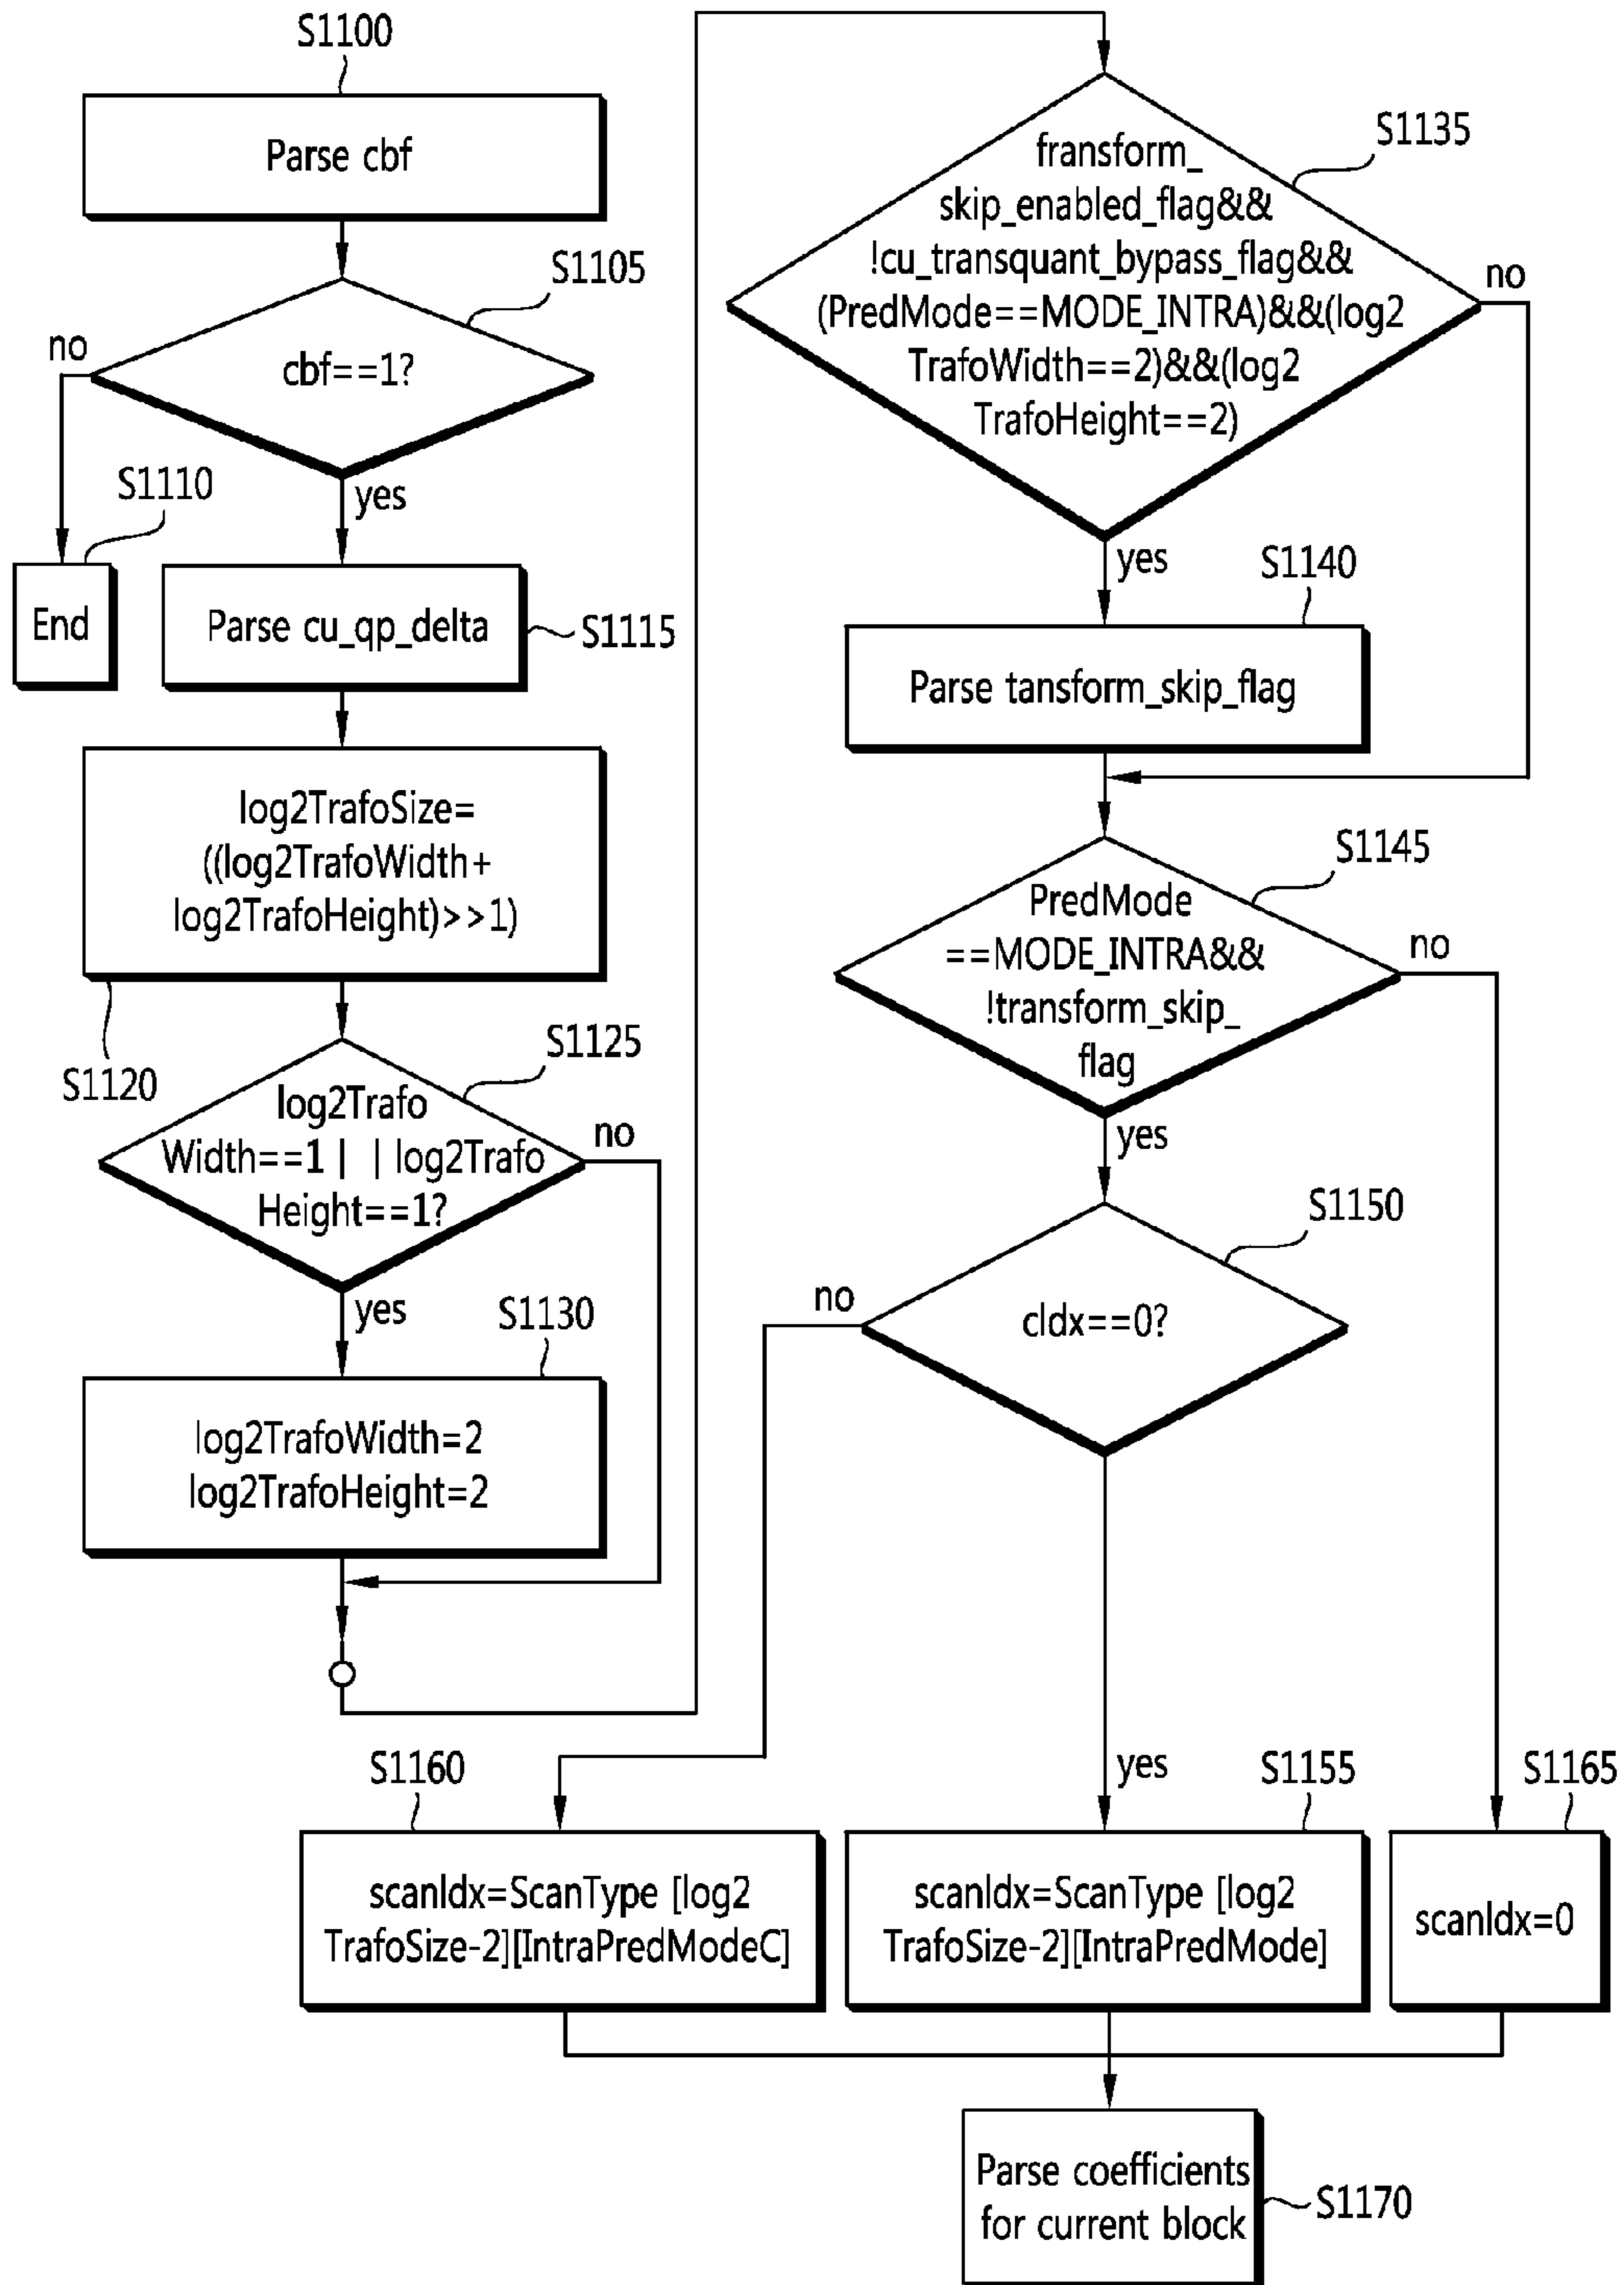 S1100
Parse cbf
S1105
cbf==1?
no
yes
S1110
End
Parse cu_qp_delta
S1115
log2TrafoSize=
((log2TrafoWidth+
log2TrafoHeight)>>1)
S1120
S1125
log2Trafo
Width==1 | | log2Trafo
Height==1?
no
yes
S1130
log2TrafoWidth=2
log2TrafoHeight=2
S1135
fransform_
skip_enabled_flag&&
!cu_transquant_bypass_flag&&
(PredMode==MODE_INTRA)&&(log2
TrafoWidth==2)&&(log2
TrafoHeight==2)
no
yes
S1140
Parse tansform_skip_flag
S1145
PredMode
==MODE_INTRA&&
!transform_skip_
flag
no
yes
S1150
cIdx==0?
no
yes
S1160
scanIdx=ScanType [log2
TrafoSize-2][IntraPredModeC]
S1155
scanIdx=ScanType [log2
TrafoSize-2][IntraPredMode]
S1165
scanIdx=0
Parse coefficients
for current block
S1170